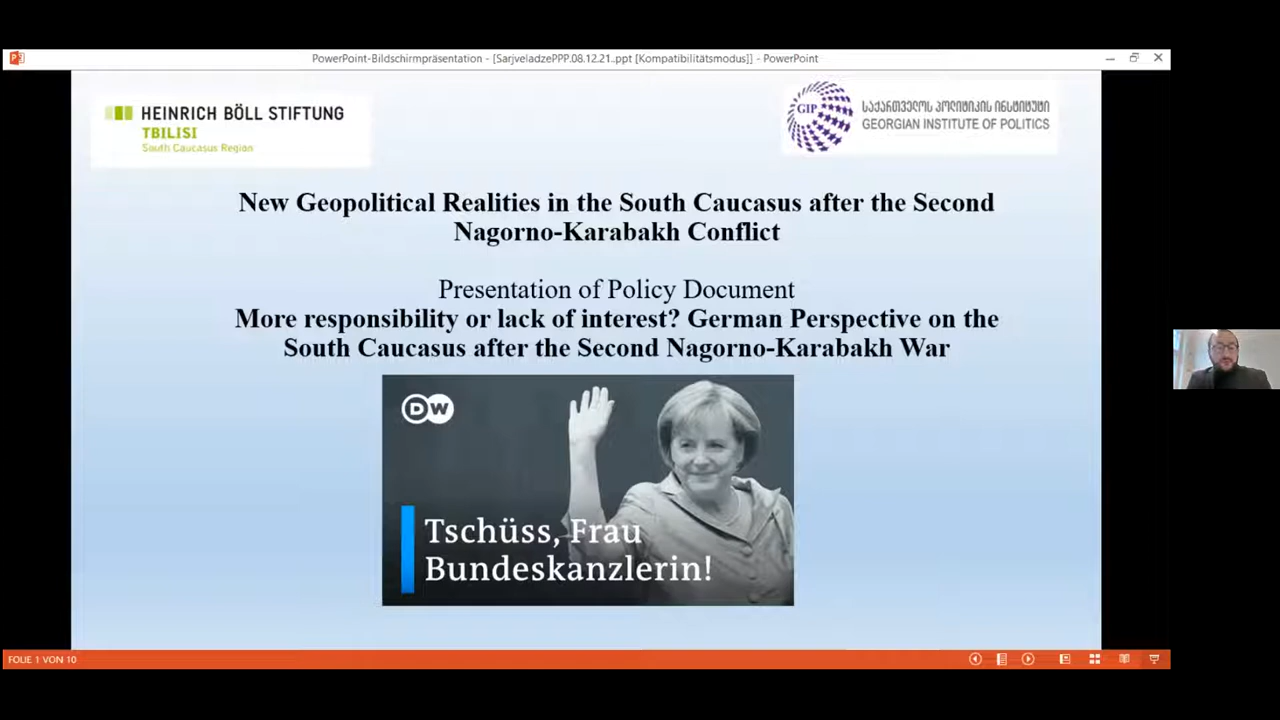 PowerPoint-Bildschirmpräsentation - [SarjveladzePPP.08.12.21..ppt [Kompatibilitätsmodus]] - PowerPoint
HEINRICH BÖLL STIFTUNG
TBILISI
South Caucasus Region
GIP
საქართველოს პოლიტიკის ინსტიტუტი
GEORGIAN INSTITUTE OF POLITICS
New Geopolitical Realities in the South Caucasus after the Second
Nagorno-Karabakh Conflict
Presentation of Policy Document
More responsibility or lack of interest? German Perspective on the
South Caucasus after the Second Nagorno-Karabakh War
DW
Tschüss, Frau
Bundeskanzlerin!
FOLIE 1 VON 10